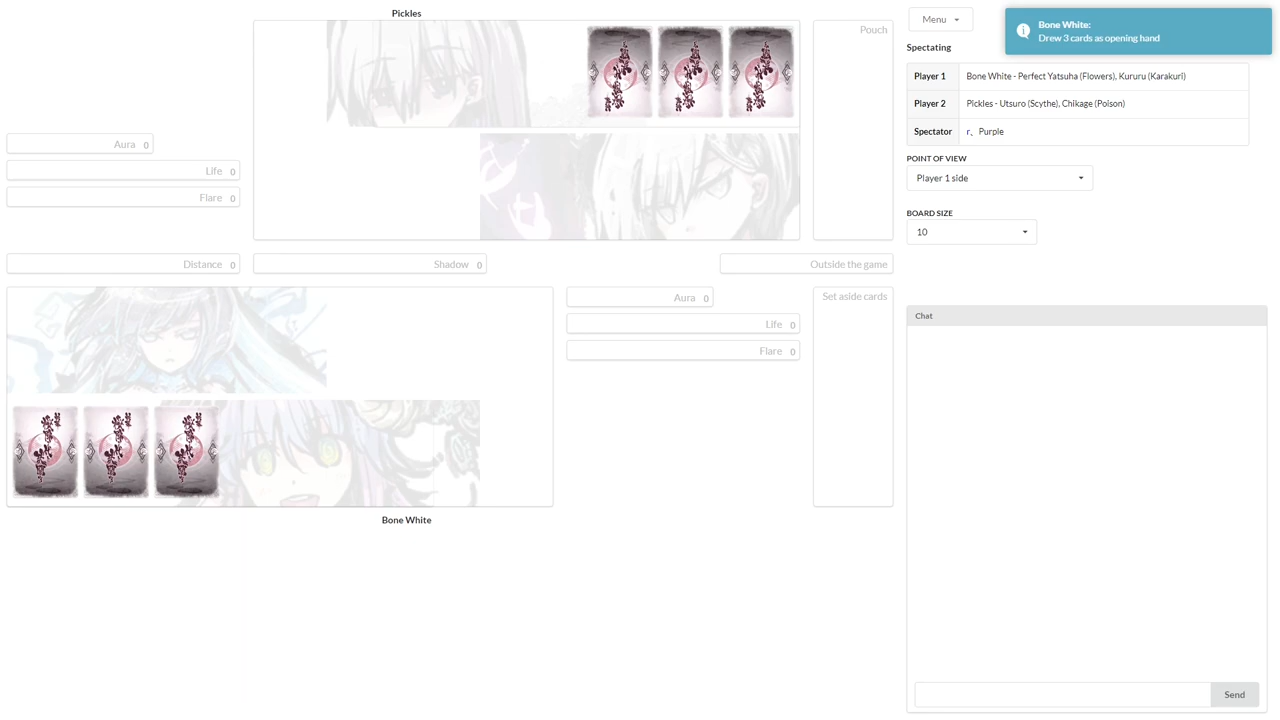 Pickles
Pouch
Menu
Bone White:
Drew 3 cards as opening hand
Spectating
Player 1 Bone White - Perfect Yatsuha (Flowers), Kururu (Karakuri)
Player 2 Pickles - Utsuro (Scythe), Chikage (Poison)
Spectator r、Purple
Aura 0
Life 0
Flare 0
POINT OF VIEW
Player 1 side
BOARD SIZE
10
Distance 0
Shadow 0
Outside the game
Aura 0
Life 0
Flare 0
Set aside cards
Bone White
Chat
Send